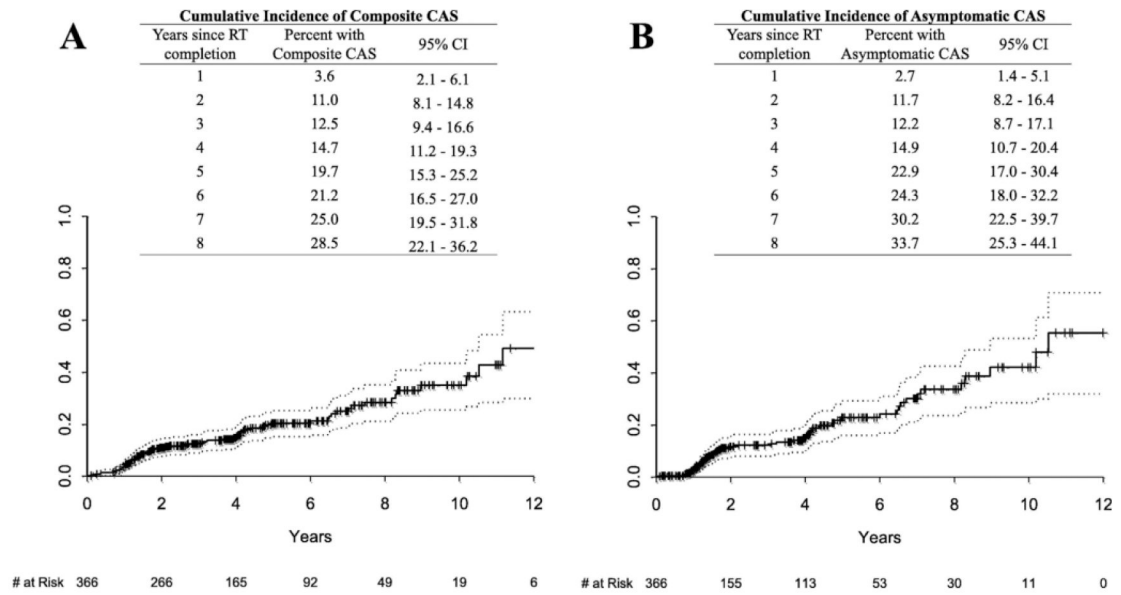 A
Cumulative Incidence of Composite CAS
Years since RT completion Percent with Composite CAS 95% CI
1 3.6 2.1 - 6.1
2 11.0 8.1 - 14.8
3 12.5 9.4 - 16.6
4 14.7 11.2 - 19.3
5 19.7 15.3 - 25.2
6 21.2 16.5 - 27.0
7 25.0 19.5 - 31.8
8 28.5 22.1 - 36.2
1.0
0.8
0.6
0.4
0.2
0.0
0 2 4 6 8 10 12
Years
# at Risk 366 266 165 92 49 19 6
B
Cumulative Incidence of Asymptomatic CAS
Years since RT completion Percent with Asymptomatic CAS 95% CI
1 2.7 1.4 - 5.1
2 11.7 8.2 - 16.4
3 12.2 8.7 - 17.1
4 14.9 10.7 - 20.4
5 22.9 17.0 - 30.4
6 24.3 18.0 - 32.2
7 30.2 22.5 - 39.7
8 33.7 25.3 - 44.1
1.0
0.8
0.6
0.4
0.2
0.0
0 2 4 6 8 10 12
Years
# at Risk 366 155 113 53 30 11 0